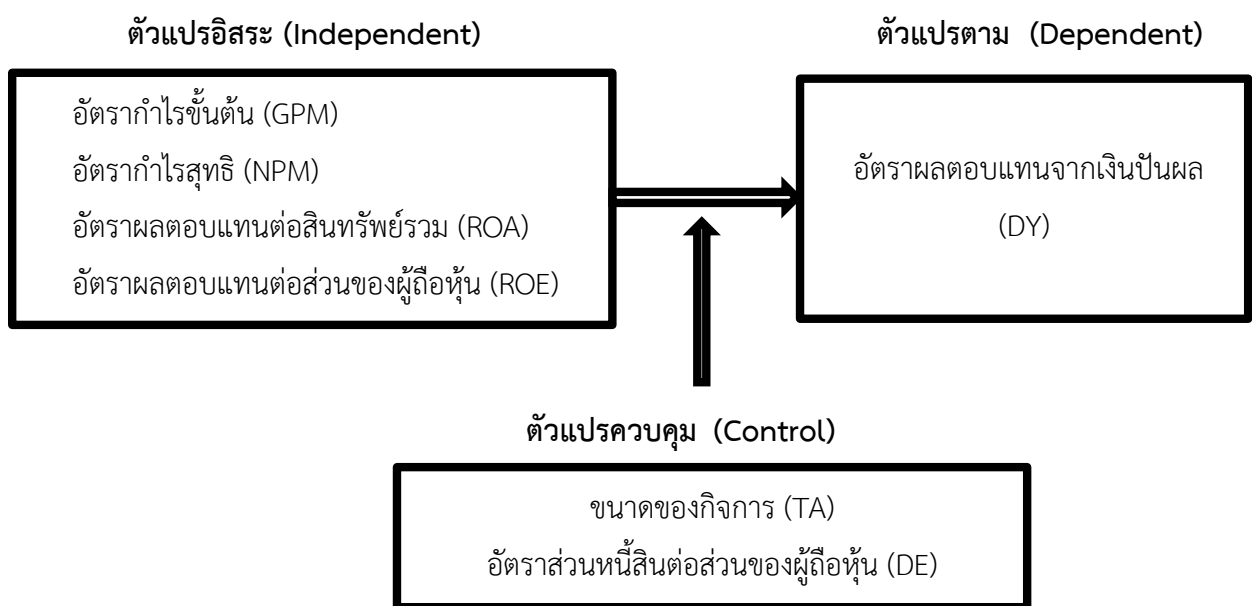 ตัวแปรอิสระ (Independent)
ตัวแปรตาม (Dependent)
อัตรากำไรขั้นต้น (GPM)
อัตรากำไรสุทธิ (NPM)
อัตราผลตอบแทนต่อสินทรัพย์รวม (ROA)
อัตราผลตอบแทนต่อส่วนของผู้ถือหุ้น (ROE)
อัตราผลตอบแทนจากเงินปันผล
(DY)
ตัวแปรควบคุม (Control)
ขนาดของกิจการ (TA)
อัตราส่วนหนี้สินต่อส่วนของผู้ถือหุ้น (DE)